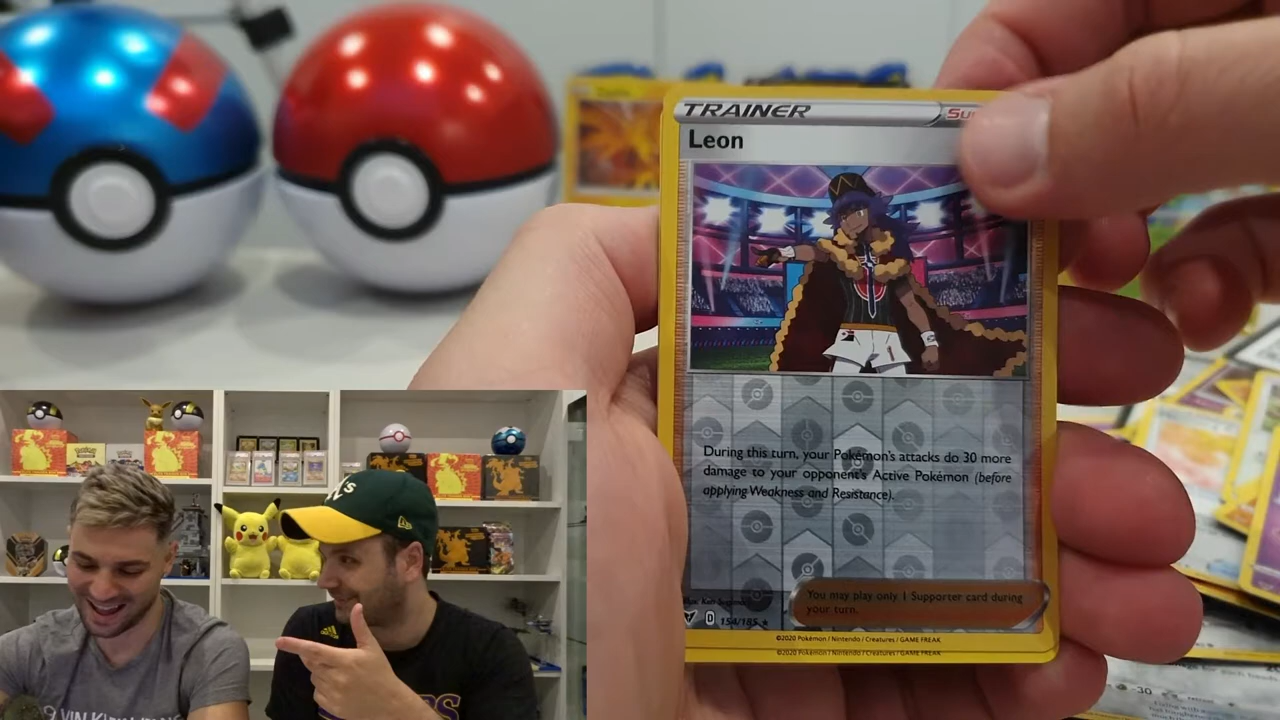 TRAINER
Leon
During this turn, your Pokémon's attacks do 30 more
damage to your opponent's Active Pokémon (before
applying Weakness and Resistance).
You may play only 1 Supporter card during
your turn.
D 154/185 ★
©2020 Pokémon / Nintendo / Creatures / GAME FREAK
©2020 Pokémon / Nintendo / Creatures / GAME FREAK
-30